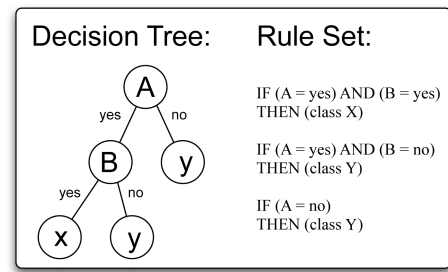 Decision Tree:
A
yes
no
B
y
yes
no
x
y
Rule Set:
IF (A = yes) AND (B = yes)
THEN (class X)
IF (A = yes) AND (B = no)
THEN (class Y)
IF (A = no)
THEN (class Y)